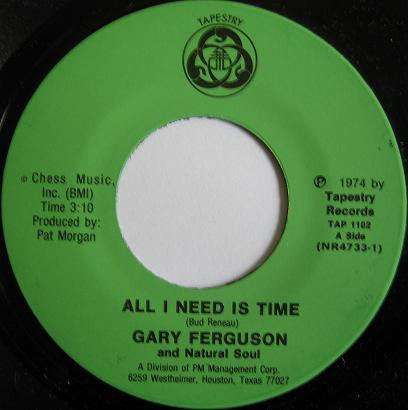 TAPESTRY
© Chess Music,
Inc. (BMI)
Time 3:10
Produced by:
Pat Morgan
℗ 1974 by
Tapestry
Records
TAP 1102
A Side
(NR4733-1)
ALL I NEED IS TIME
(Bud Reneau)
GARY FERGUSON
and Natural Soul
A Division of PM Management Corp.
6259 Westheimer, Houston, Texas 77027